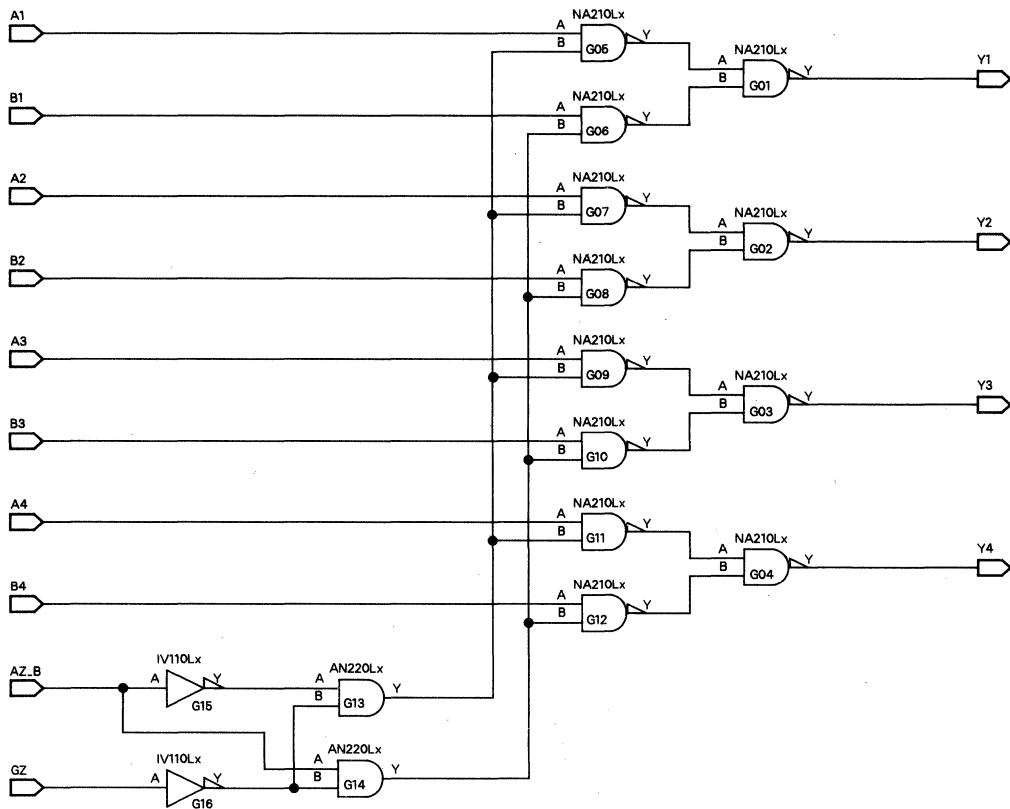 A1
NA210Lx
A
B
G05
Y
NA210Lx
A
B
G01
Y
Y1
B1
NA210Lx
A
B
G06
Y
A2
NA210Lx
A
B
G07
Y
NA210Lx
A
B
G02
Y
Y2
B2
NA210Lx
A
B
G08
Y
A3
NA210Lx
A
B
G09
Y
NA210Lx
A
B
G03
Y
Y3
B3
NA210Lx
A
B
G10
Y
A4
NA210Lx
A
B
G11
Y
NA210Lx
A
B
G04
Y
Y4
B4
NA210Lx
A
B
G12
Y
AZ_B
IV110Lx
A
Y
G15
AN220Lx
A
B
G13
Y
GZ
IV110Lx
A
Y
G16
AN220Lx
A
B
G14
Y